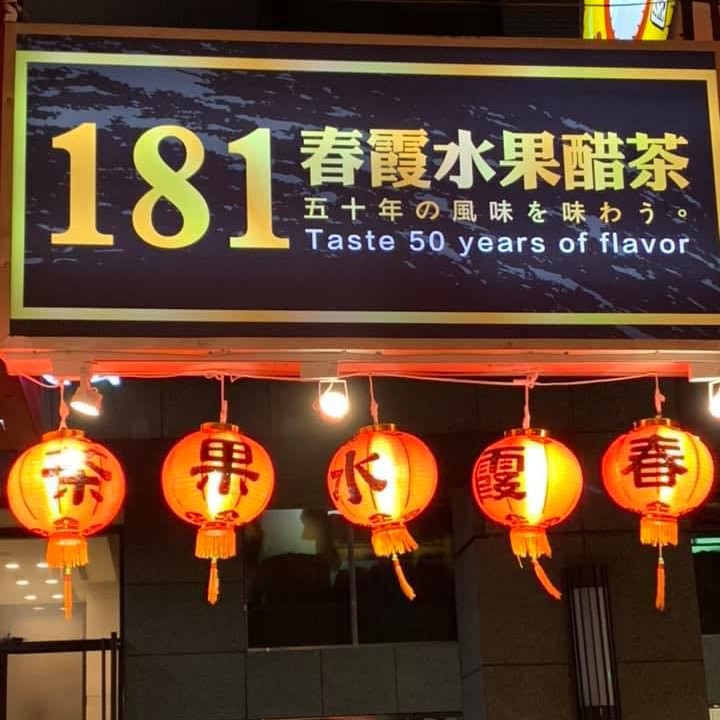 181
春霞水果醋茶
五十年の風味を味わう。
Taste 50 years of flavor
春霞水果茶